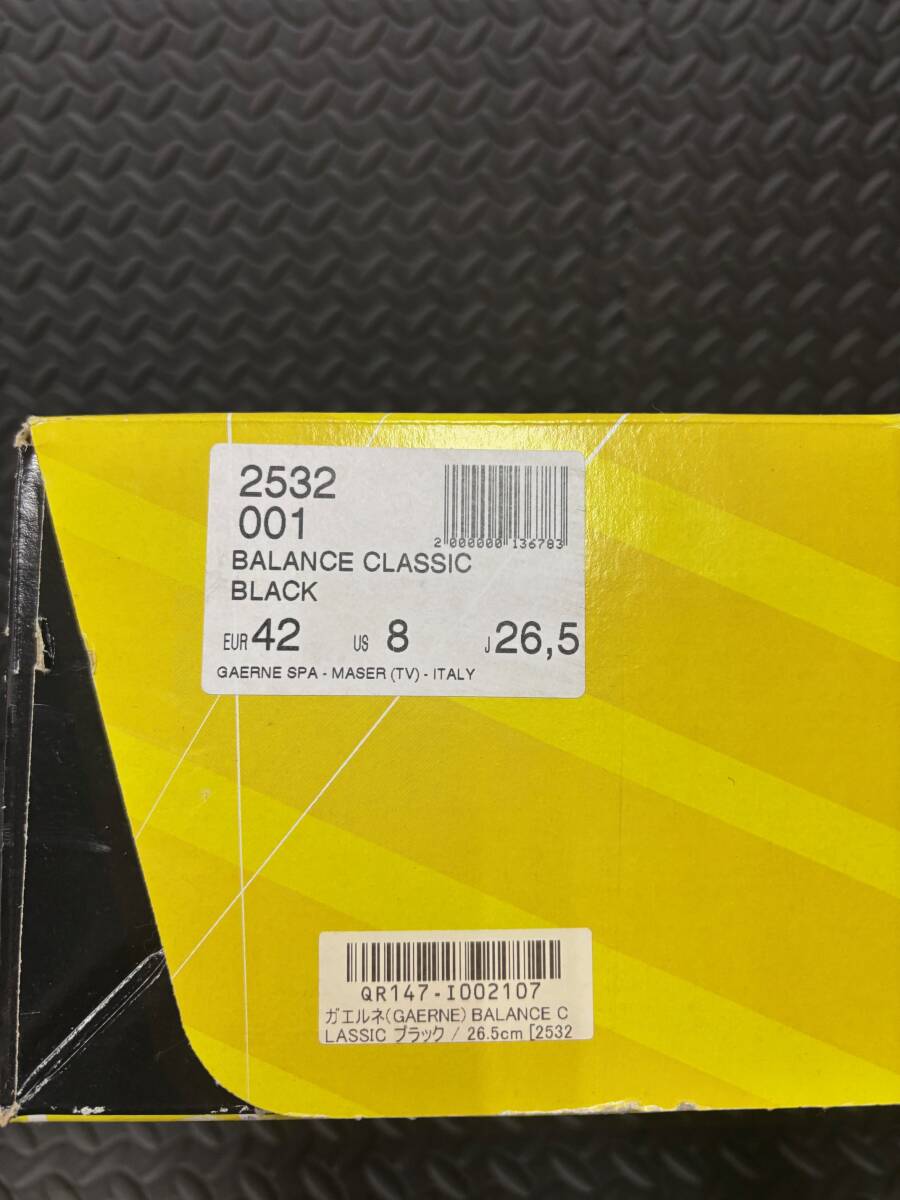 2532
001
2 000000 136783
BALANCE CLASSIC
BLACK
EUR 42 US 8 J 26,5
GAERNE SPA - MASER (TV) - ITALY
QR147-I002107
ガエルネ(GAERNE) BALANCE C
LASSIC ブラック / 26.5cm [2532